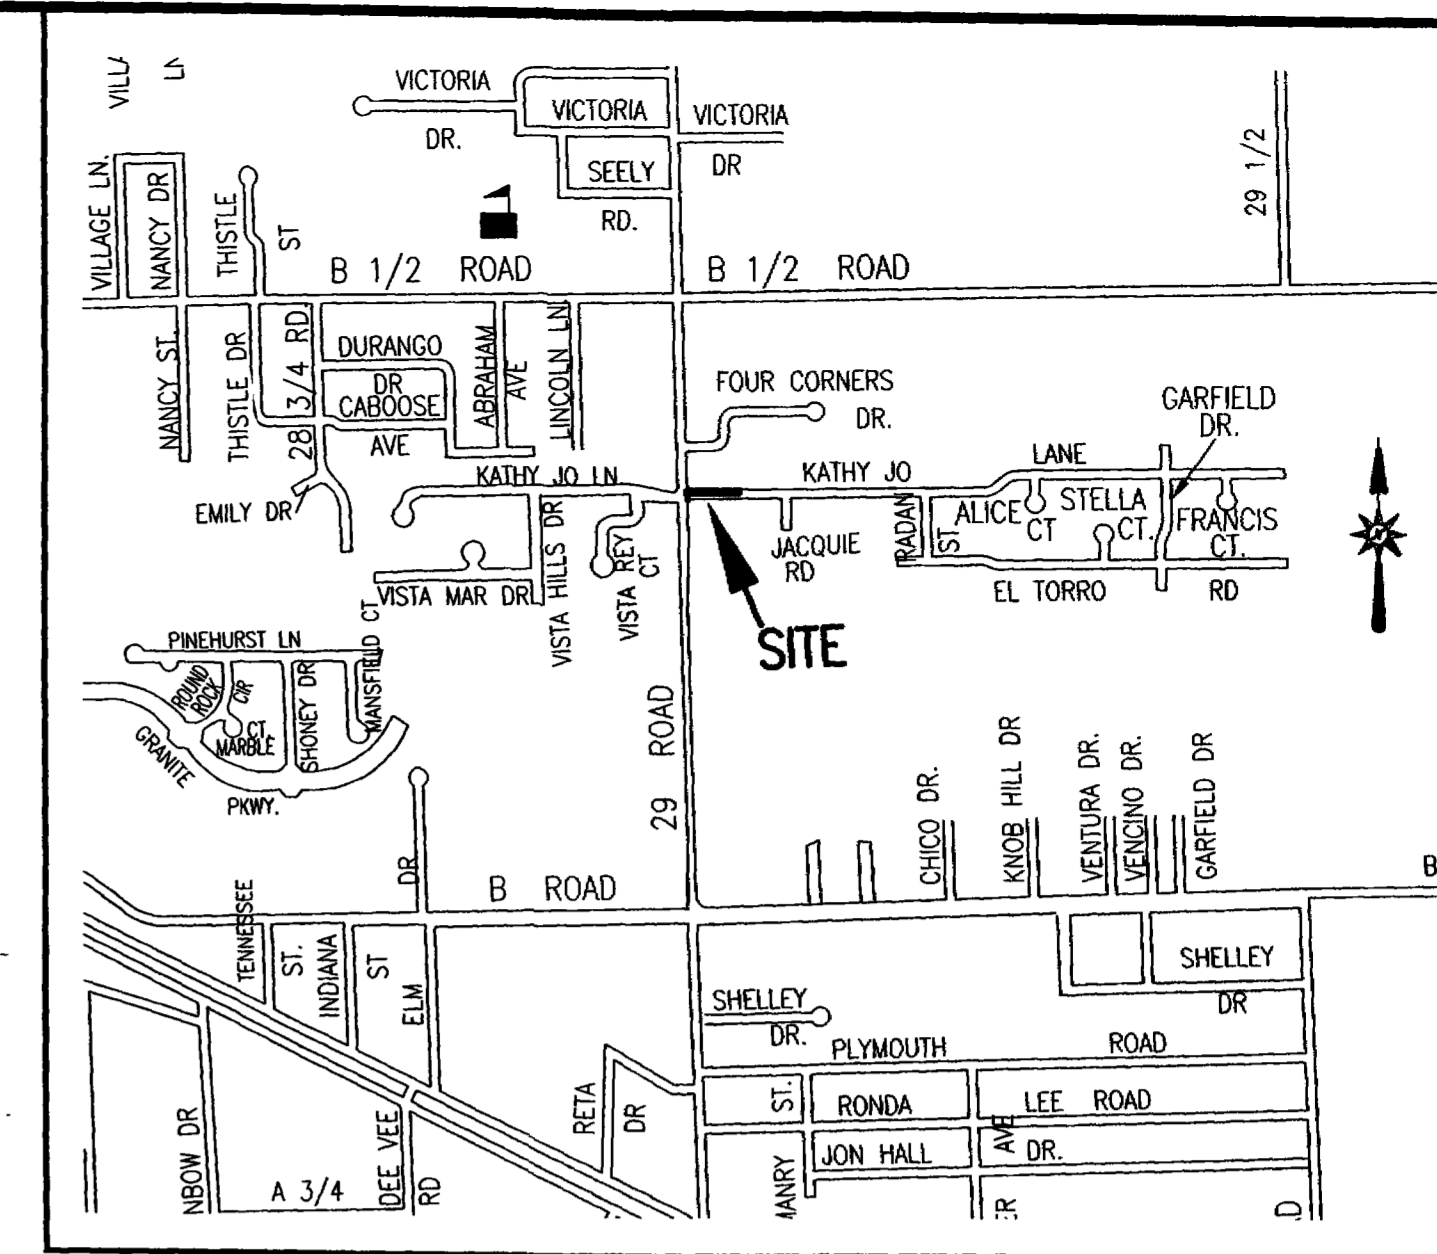 VICTORIA
DR.
VICTORIA
VICTORIA
DR
SEELY
RD.
29 1/2
VILLAGE LN.
NANCY DR
THISTLE
ST
B 1/2 ROAD
B 1/2 ROAD
NANCY ST.
THISTLE DR
28 3/4 RD.
DURANGO
DR
CABOOSE
AVE
ABRAHAM
AVE
LINCOLN LN
FOUR CORNERS
DR.
GARFIELD
DR.
EMILY DR
KATHY JO LN
KATHY JO
LANE
RADAN
ST
ALICE
CT
STELLA
CT.
FRANCIS
CT.
JACQUIE
RD
EL TORRO
RD
VISTA MAR DR.
VISTA HILLS DR
VISTA REY
CT
SITE
PINEHURST LN
ROUND
ROCK
CIR
CT.
MARBLE
SHONEY DR
MANSFIELD CT
GRANITE
PKWY.
29 ROAD
CHICO DR.
KNOB HILL DR
VENTURA DR.
VENCINO DR.
GARFIELD DR
DR
B ROAD
B
TENNESSEE
ST.
INDIANA
ST
ELM
SHELLEY
DR
SHELLEY
DR.
PLYMOUTH ROAD
RETA
DR
ST.
RONDA
LEE ROAD
JON HALL
AVE
DR.
NBOW DR
A 3/4
DEE VEE
RD